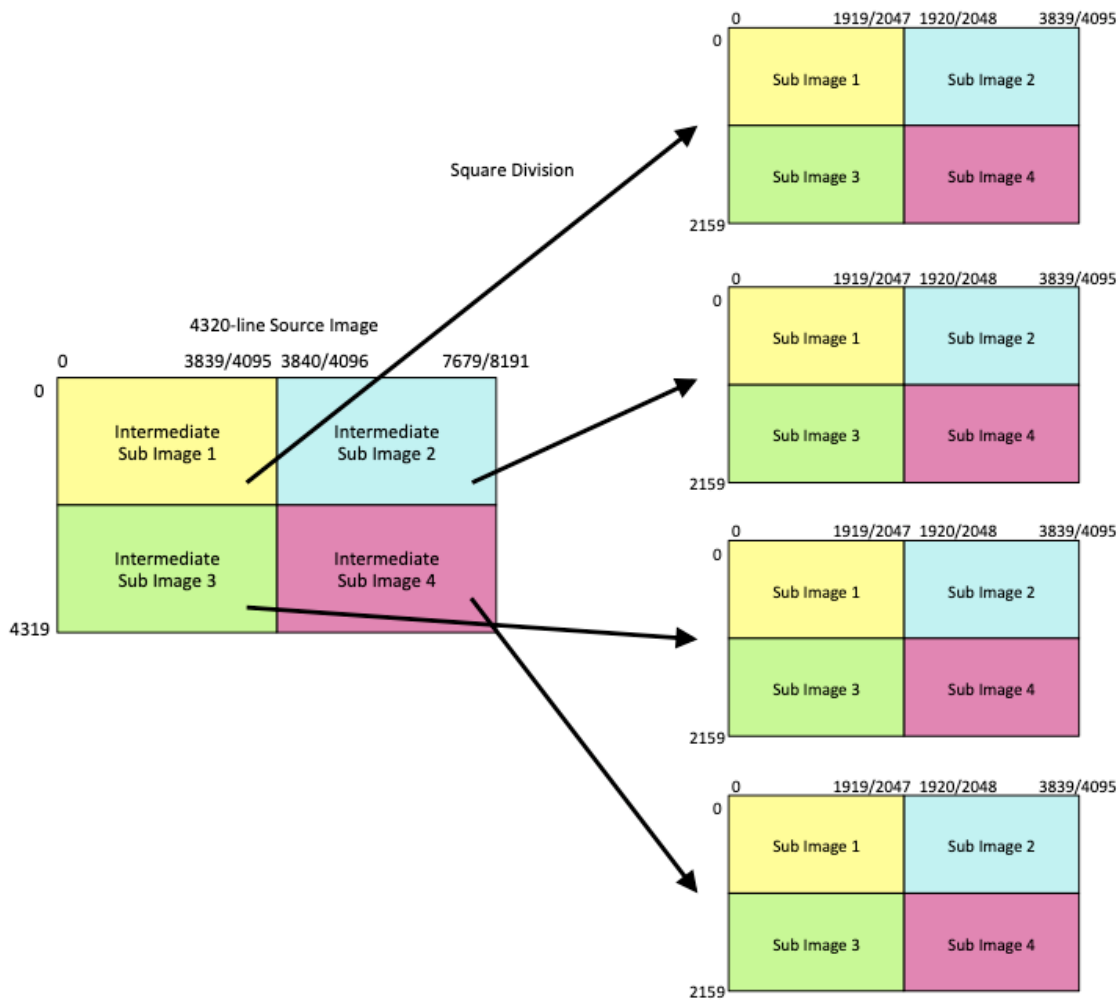 0 1919/2047 1920/2048 3839/4095
0
Sub Image 1 Sub Image 2
Sub Image 3 Sub Image 4
2159
Square Division
0 1919/2047 1920/2048 3839/4095
0
Sub Image 1 Sub Image 2
Sub Image 3 Sub Image 4
2159
4320-line Source Image
0 3839/4095 3840/4096 7679/8191
0
Intermediate
Sub Image 1
Intermediate
Sub Image 2
Intermediate
Sub Image 3
Intermediate
Sub Image 4
4319
0 1919/2047 1920/2048 3839/4095
0
Sub Image 1 Sub Image 2
Sub Image 3 Sub Image 4
2159
0 1919/2047 1920/2048 3839/4095
0
Sub Image 1 Sub Image 2
Sub Image 3 Sub Image 4
2159